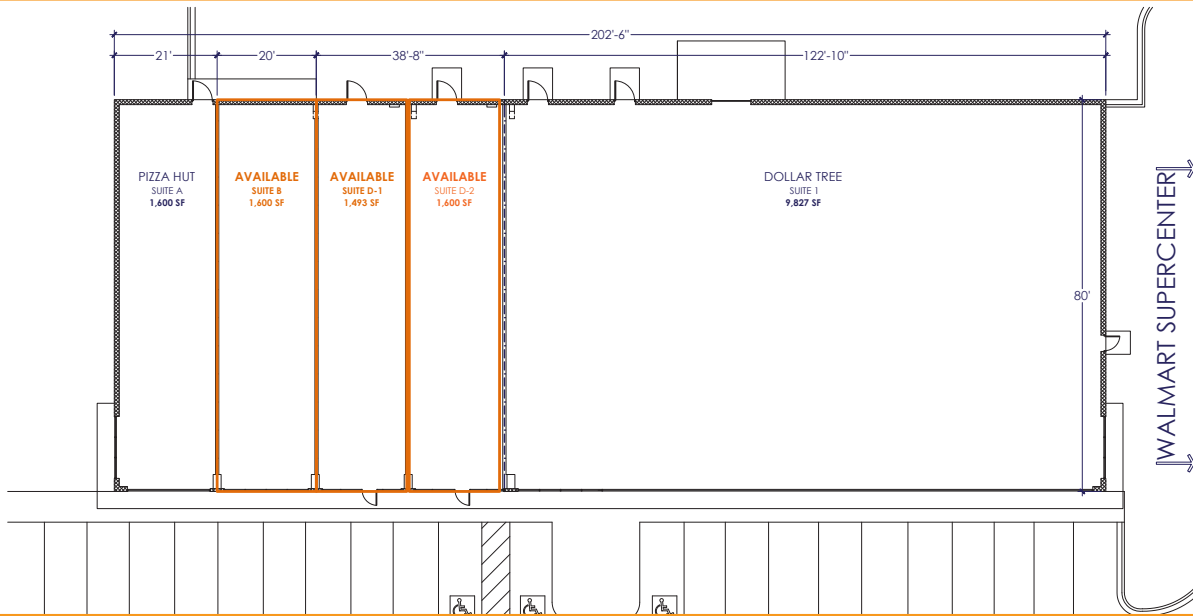 202'-6"
21'
20'
38'-8"
122'-10"
PIZZA HUT
SUITE A
1,600 SF
AVAILABLE
SUITE B
1,600 SF
AVAILABLE
SUITE D-1
1,493 SF
AVAILABLE
SUITE D-2
1,600 SF
DOLLAR TREE
SUITE 1
9,827 SF
80'
WALMART SUPERCENTER